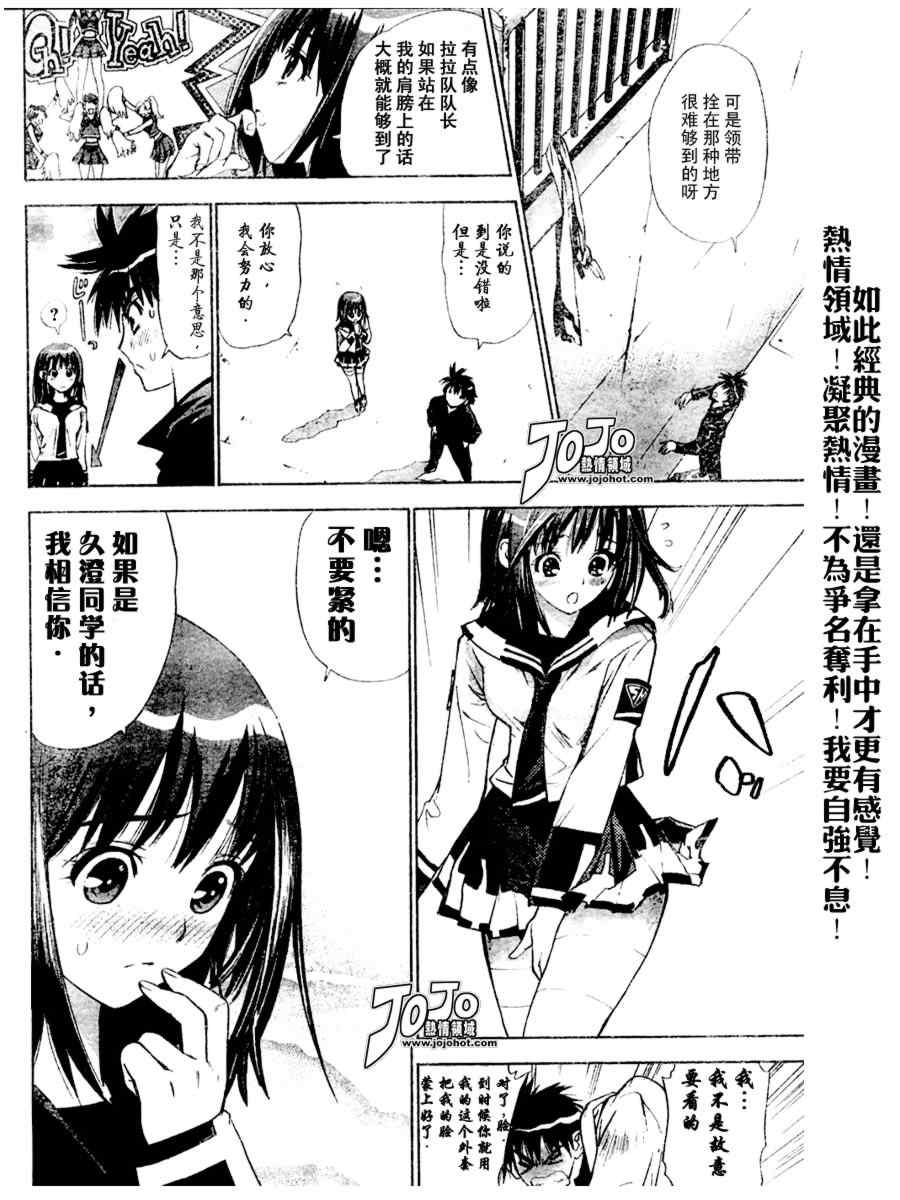 可是领带
拴在那种地方
很难够到的呀
有点像
拉拉队队长
如果站在
我的肩膀上的话
大概就能够到了
Oh!
Yeah!
你说的
到是没错啦
但是…
你放心，
我会努力的．
我不是那个意思，
只是…
じー
?
JOJO
熱情領域
www.jojohot.com
嗯…
不要紧的
如果是
久澄同学的话，
我相信你．
JOJO
熱情領域
www.jojohot.com
我…
我不是故意
要看的
对了，脸．
到时候你就用
我的这个外套
把我的脸
蒙上好了．
如此經典的漫畫！還是拿在手中才更有感覺！
熱情領域！凝聚熱情！不為爭名奪利！我要自強不息！